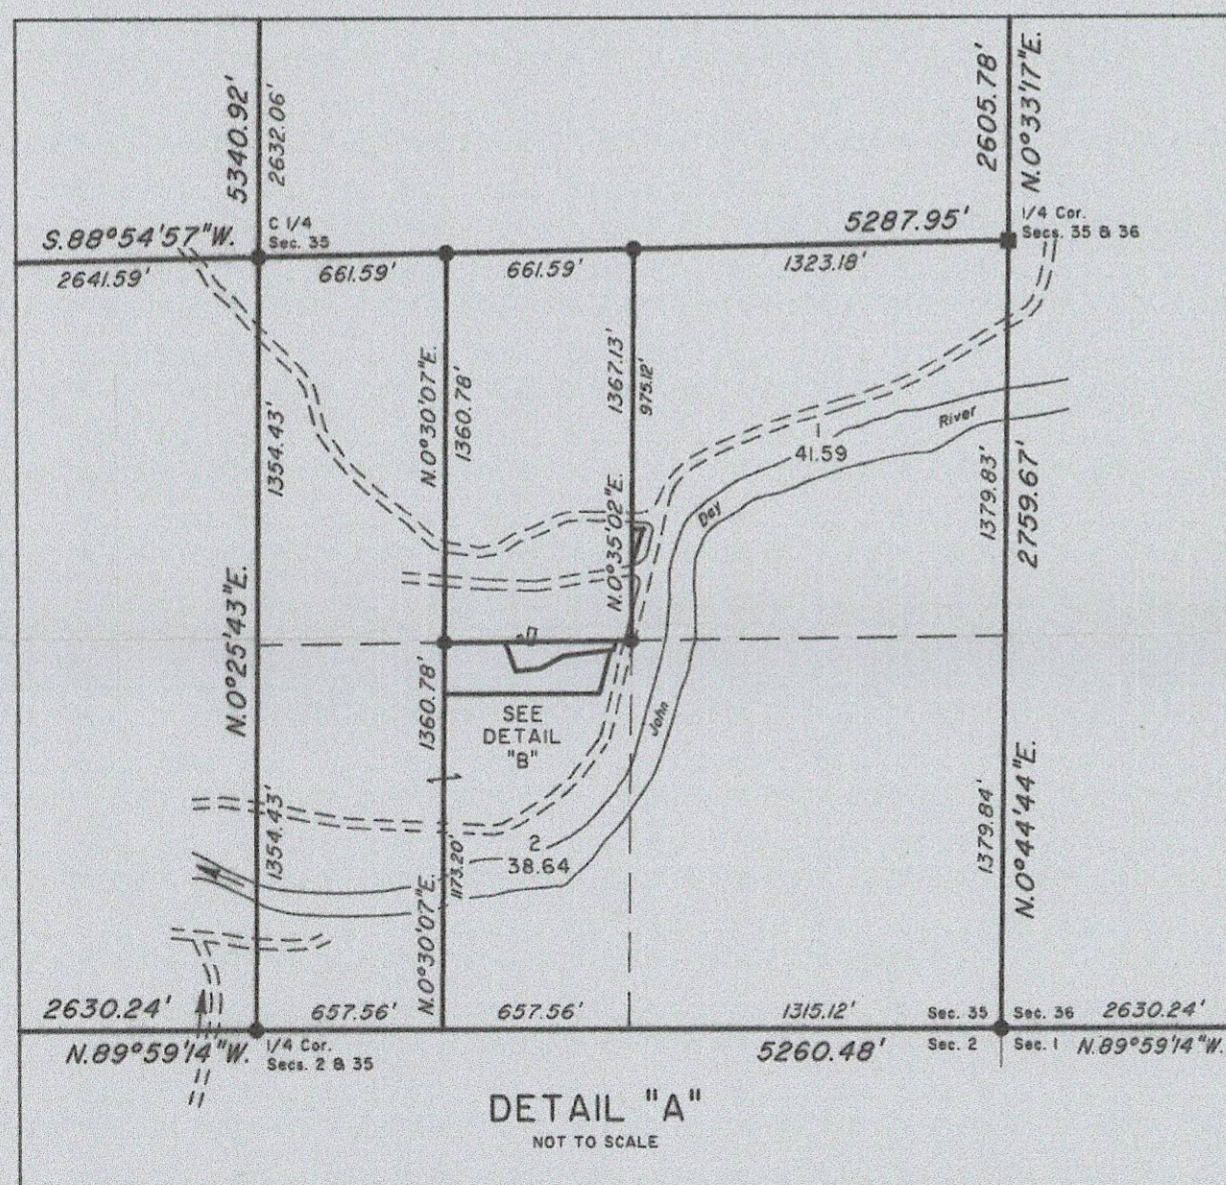 5340.92'
2632.06'
2605.78'
N.0°33'17"E.
S.88°54'57"W.
C 1/4
Sec. 35
5287.95'
1/4 Cor.
Secs. 35 & 36
2641.59'
661.59'
661.59'
1323.18'
N.0°25'43"E.
1354.43'
N.0°30'07"E.
1360.78'
1367.13'
975.12'
N.0°35'02"E.
1
41.59
River
Day
John
1379.83'
2759.67'
1360.78'
SEE
DETAIL
"B"
1354.43'
N.0°30'07"E.
1173.20'
2
38.64
1379.84'
N.0°44'44"E.
2630.24'
657.56'
657.56'
1315.12'
Sec. 35
Sec. 36
2630.24'
N.89°59'14"W.
1/4 Cor.
Secs. 2 & 35
5260.48'
Sec. 2
Sec. 1
N.89°59'14"W.
DETAIL "A"
NOT TO SCALE